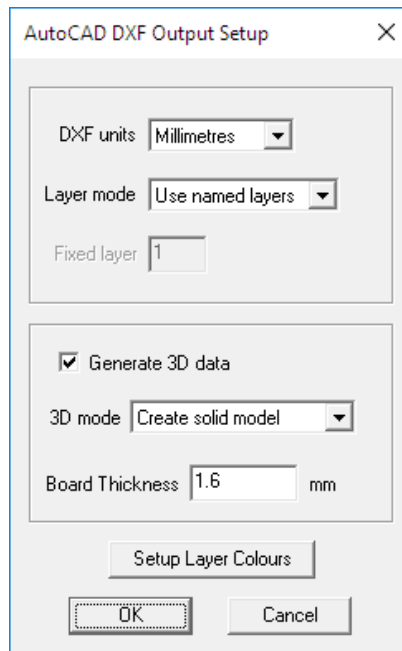 AutoCAD DXF Output Setup
DXF units Millimetres
Layer mode Use named layers
Fixed layer 1
Generate 3D data
3D mode Create solid model
Board Thickness 1.6 mm
Setup Layer Colours
OK Cancel